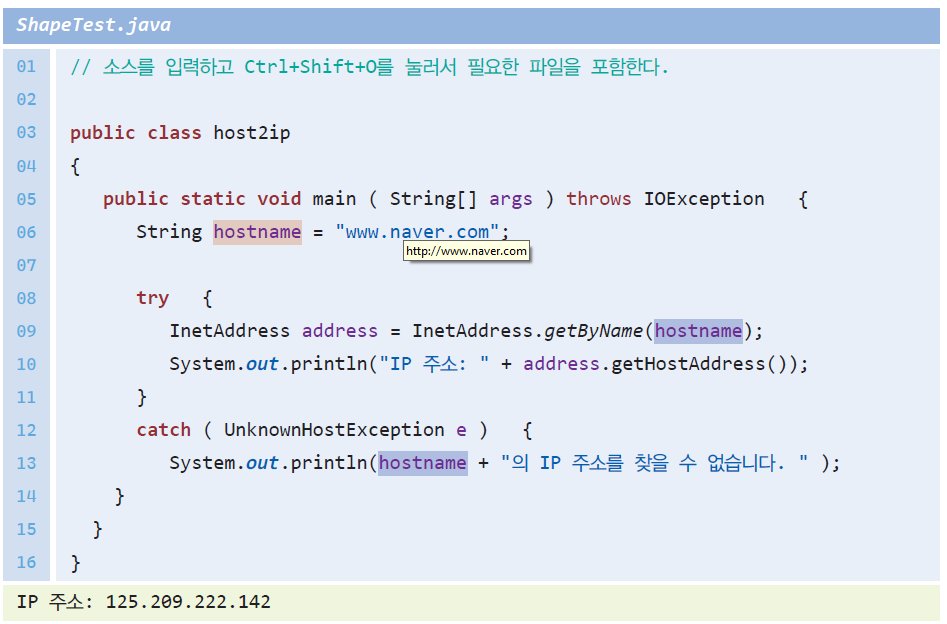 ShapeTest.java
01 // 소스를 입력하고 Ctrl+Shift+O를 눌러서 필요한 파일을 포함한다.
02
03 public class host2ip
04 {
05 public static void main ( String[] args ) throws IOException {
06 String hostname = "www.naver.com";
http://www.naver.com
07
08 try {
09 InetAddress address = InetAddress.getByName(hostname);
10 System.out.println("IP 주소: " + address.getHostAddress());
11 }
12 catch ( UnknownHostException e ) {
13 System.out.println(hostname + "의 IP 주소를 찾을 수 없습니다. " );
14 }
15 }
16 }
IP 주소: 125.209.222.142